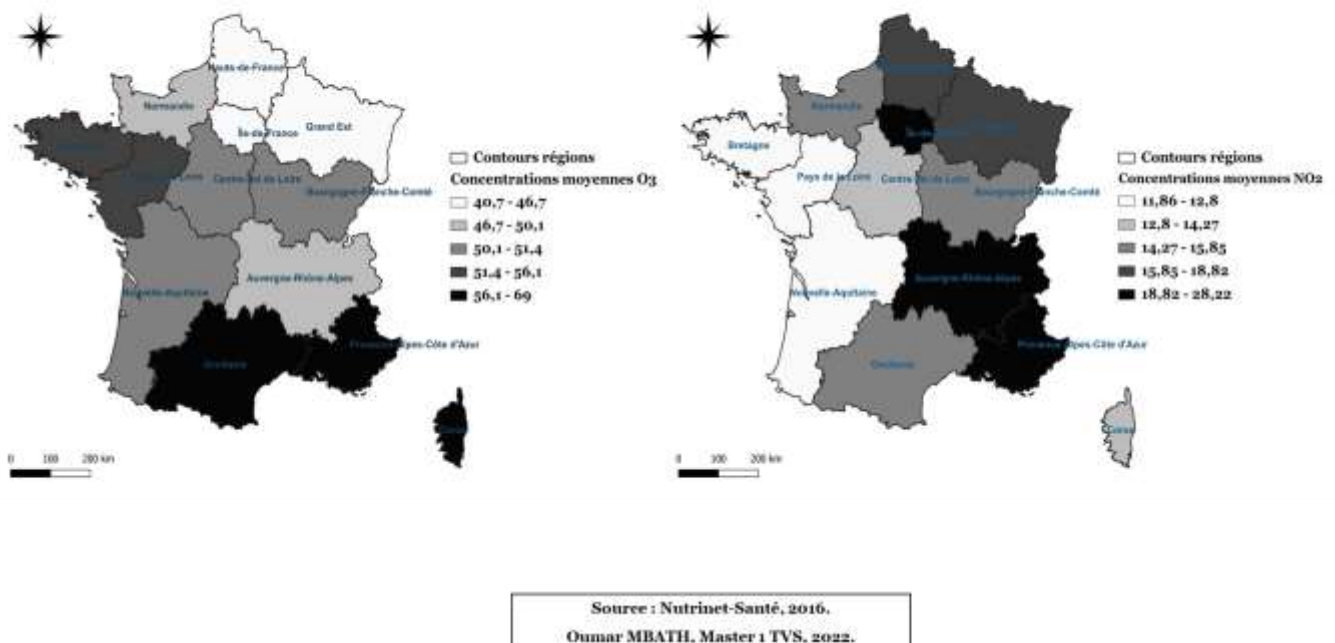 Hauts-de-France
Normandie
Île-de-France
Grand Est
Centre-Val de Loire
Bourgogne-Franche-Comté
Nouvelle-Aquitaine
Auvergne-Rhône-Alpes
Occitanie
Provence-Alpes-Côte d'Azur
Contours régions
Concentrations moyennes O3
40,7 - 46,7
46,7 - 50,1
50,1 - 51,4
51,4 - 56,1
56,1 - 69
0 100 200 km
Normandie
Bretagne
Pays de la Loire
Centre-Val de Loire
Bourgogne-Franche-Comté
Nouvelle-Aquitaine
Auvergne-Rhône-Alpes
Occitanie
Provence-Alpes-Côte d'Azur
Corse
Contours régions
Concentrations moyennes NO2
11,86 - 12,8
12,8 - 14,27
14,27 - 15,85
15,85 - 18,82
18,82 - 28,22
0 100 200 km
Source : Nutrinet-Santé, 2016.
Oumar MBATH, Master 1 TVS, 2022.